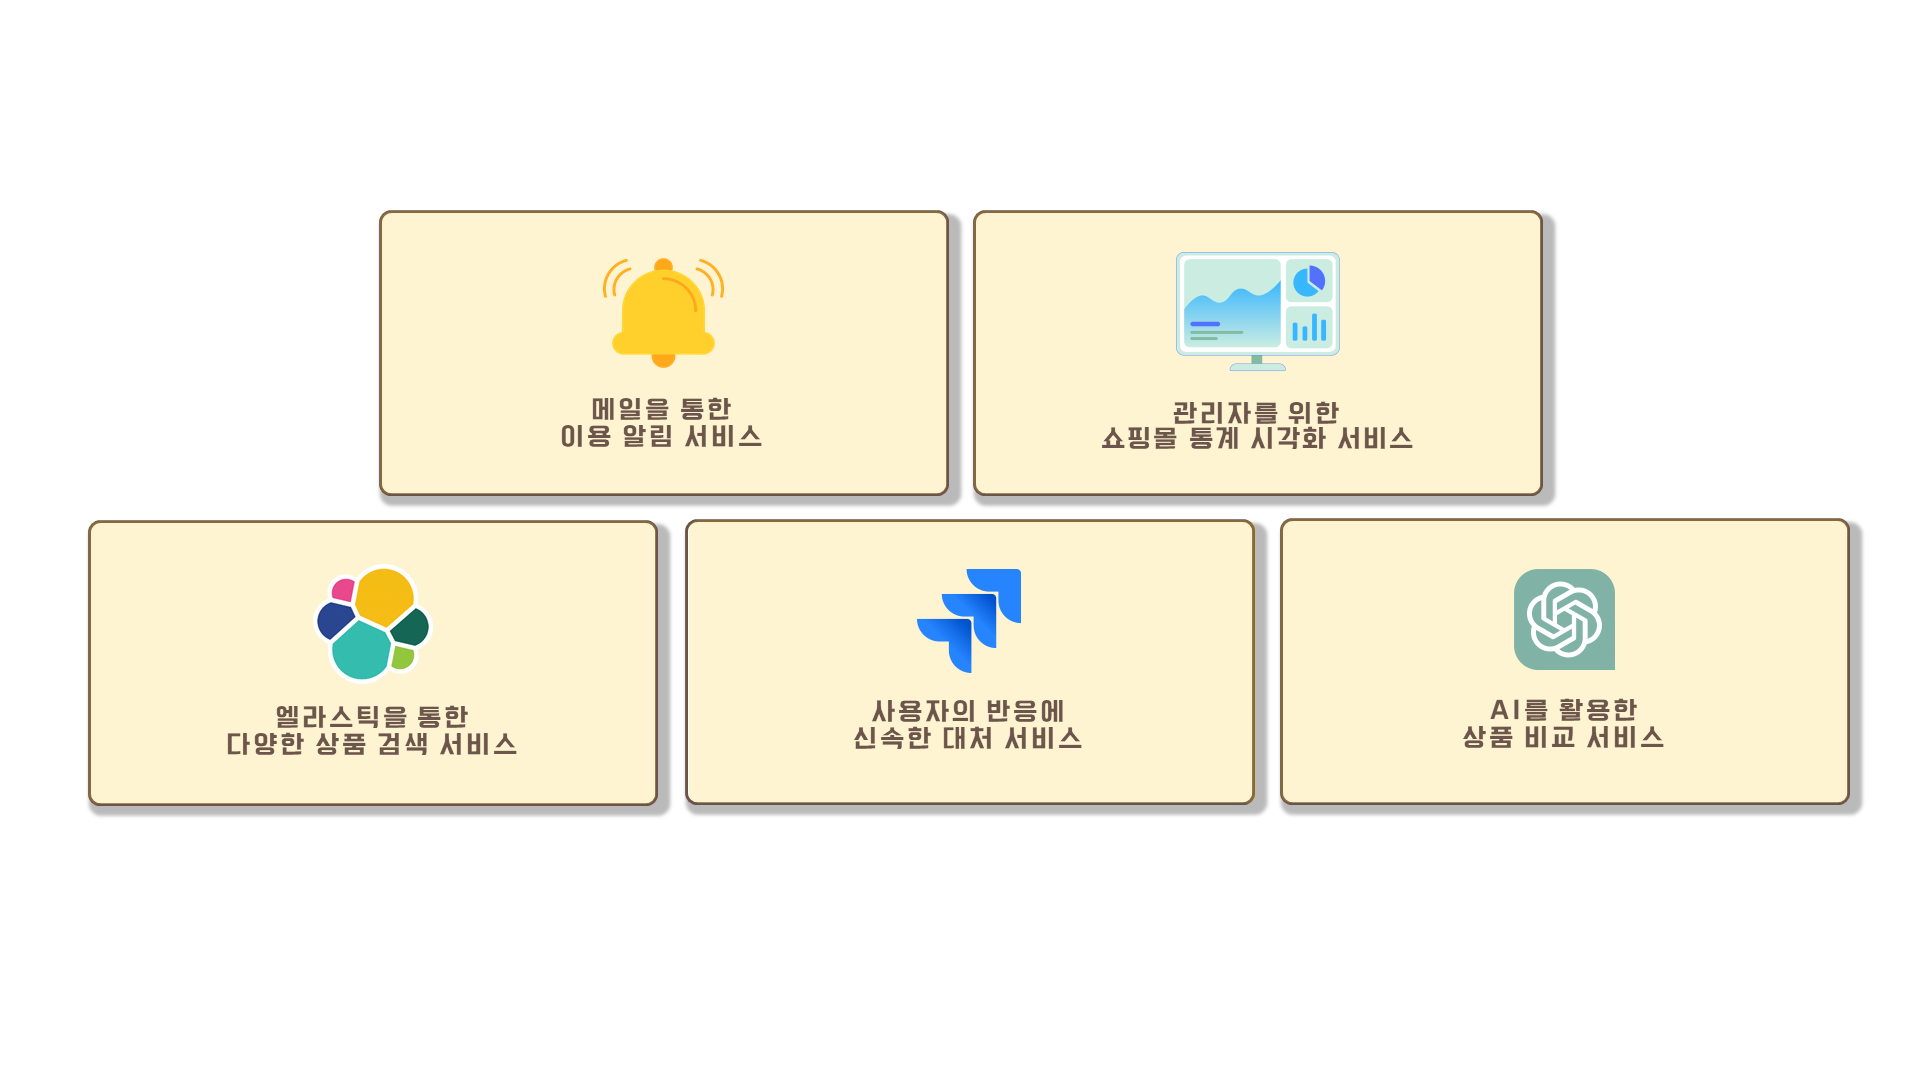 메일을 통한
이용 알림 서비스
관리자를 위한
쇼핑몰 통계 시각화 서비스
엘라스틱을 통한
다양한 상품 검색 서비스
사용자의 반응에
신속한 대처 서비스
AI를 활용한
상품 비교 서비스